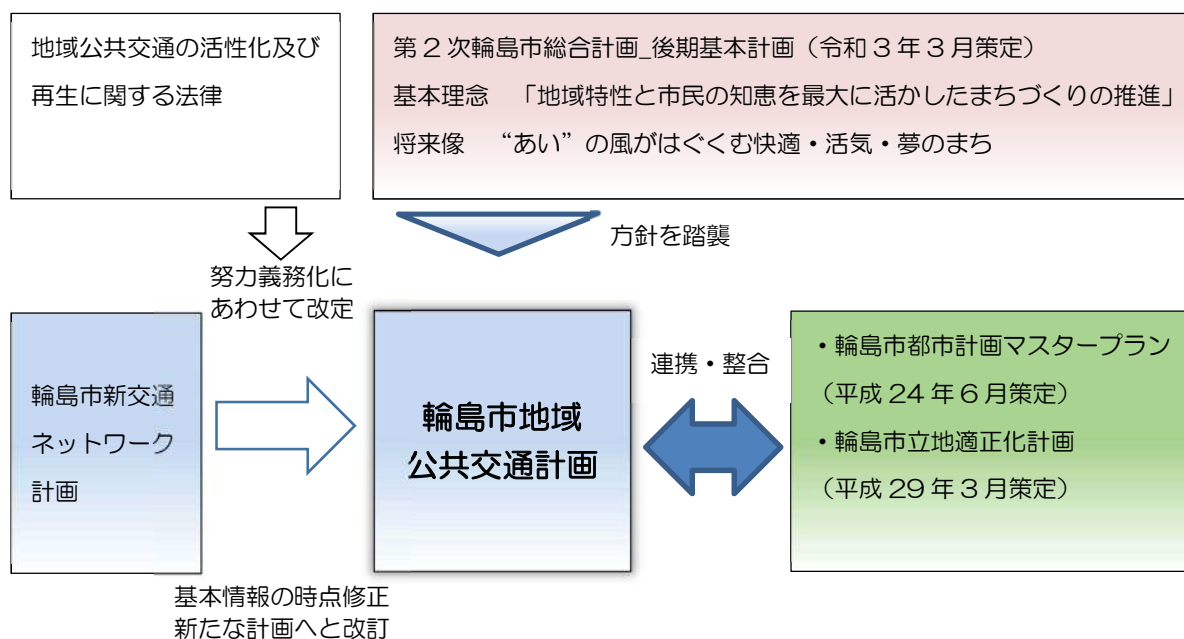 地域公共交通の活性化及び
再生に関する法律
第２次輪島市総合計画_後期基本計画（令和３年３月策定）
基本理念　「地域特性と市民の知恵を最大に活かしたまちづくりの推進」
将来像　“あい”の風がはぐくむ快適・活気・夢のまち
方針を踏襲
努力義務化に
あわせて改定
輪島市新交通
ネットワーク
計画
輪島市地域
公共交通計画
連携・整合
・輪島市都市計画マスタープラン
（平成 24 年６月策定）
・輪島市立地適正化計画
（平成 29 年３月策定）
基本情報の時点修正
新たな計画へと改訂